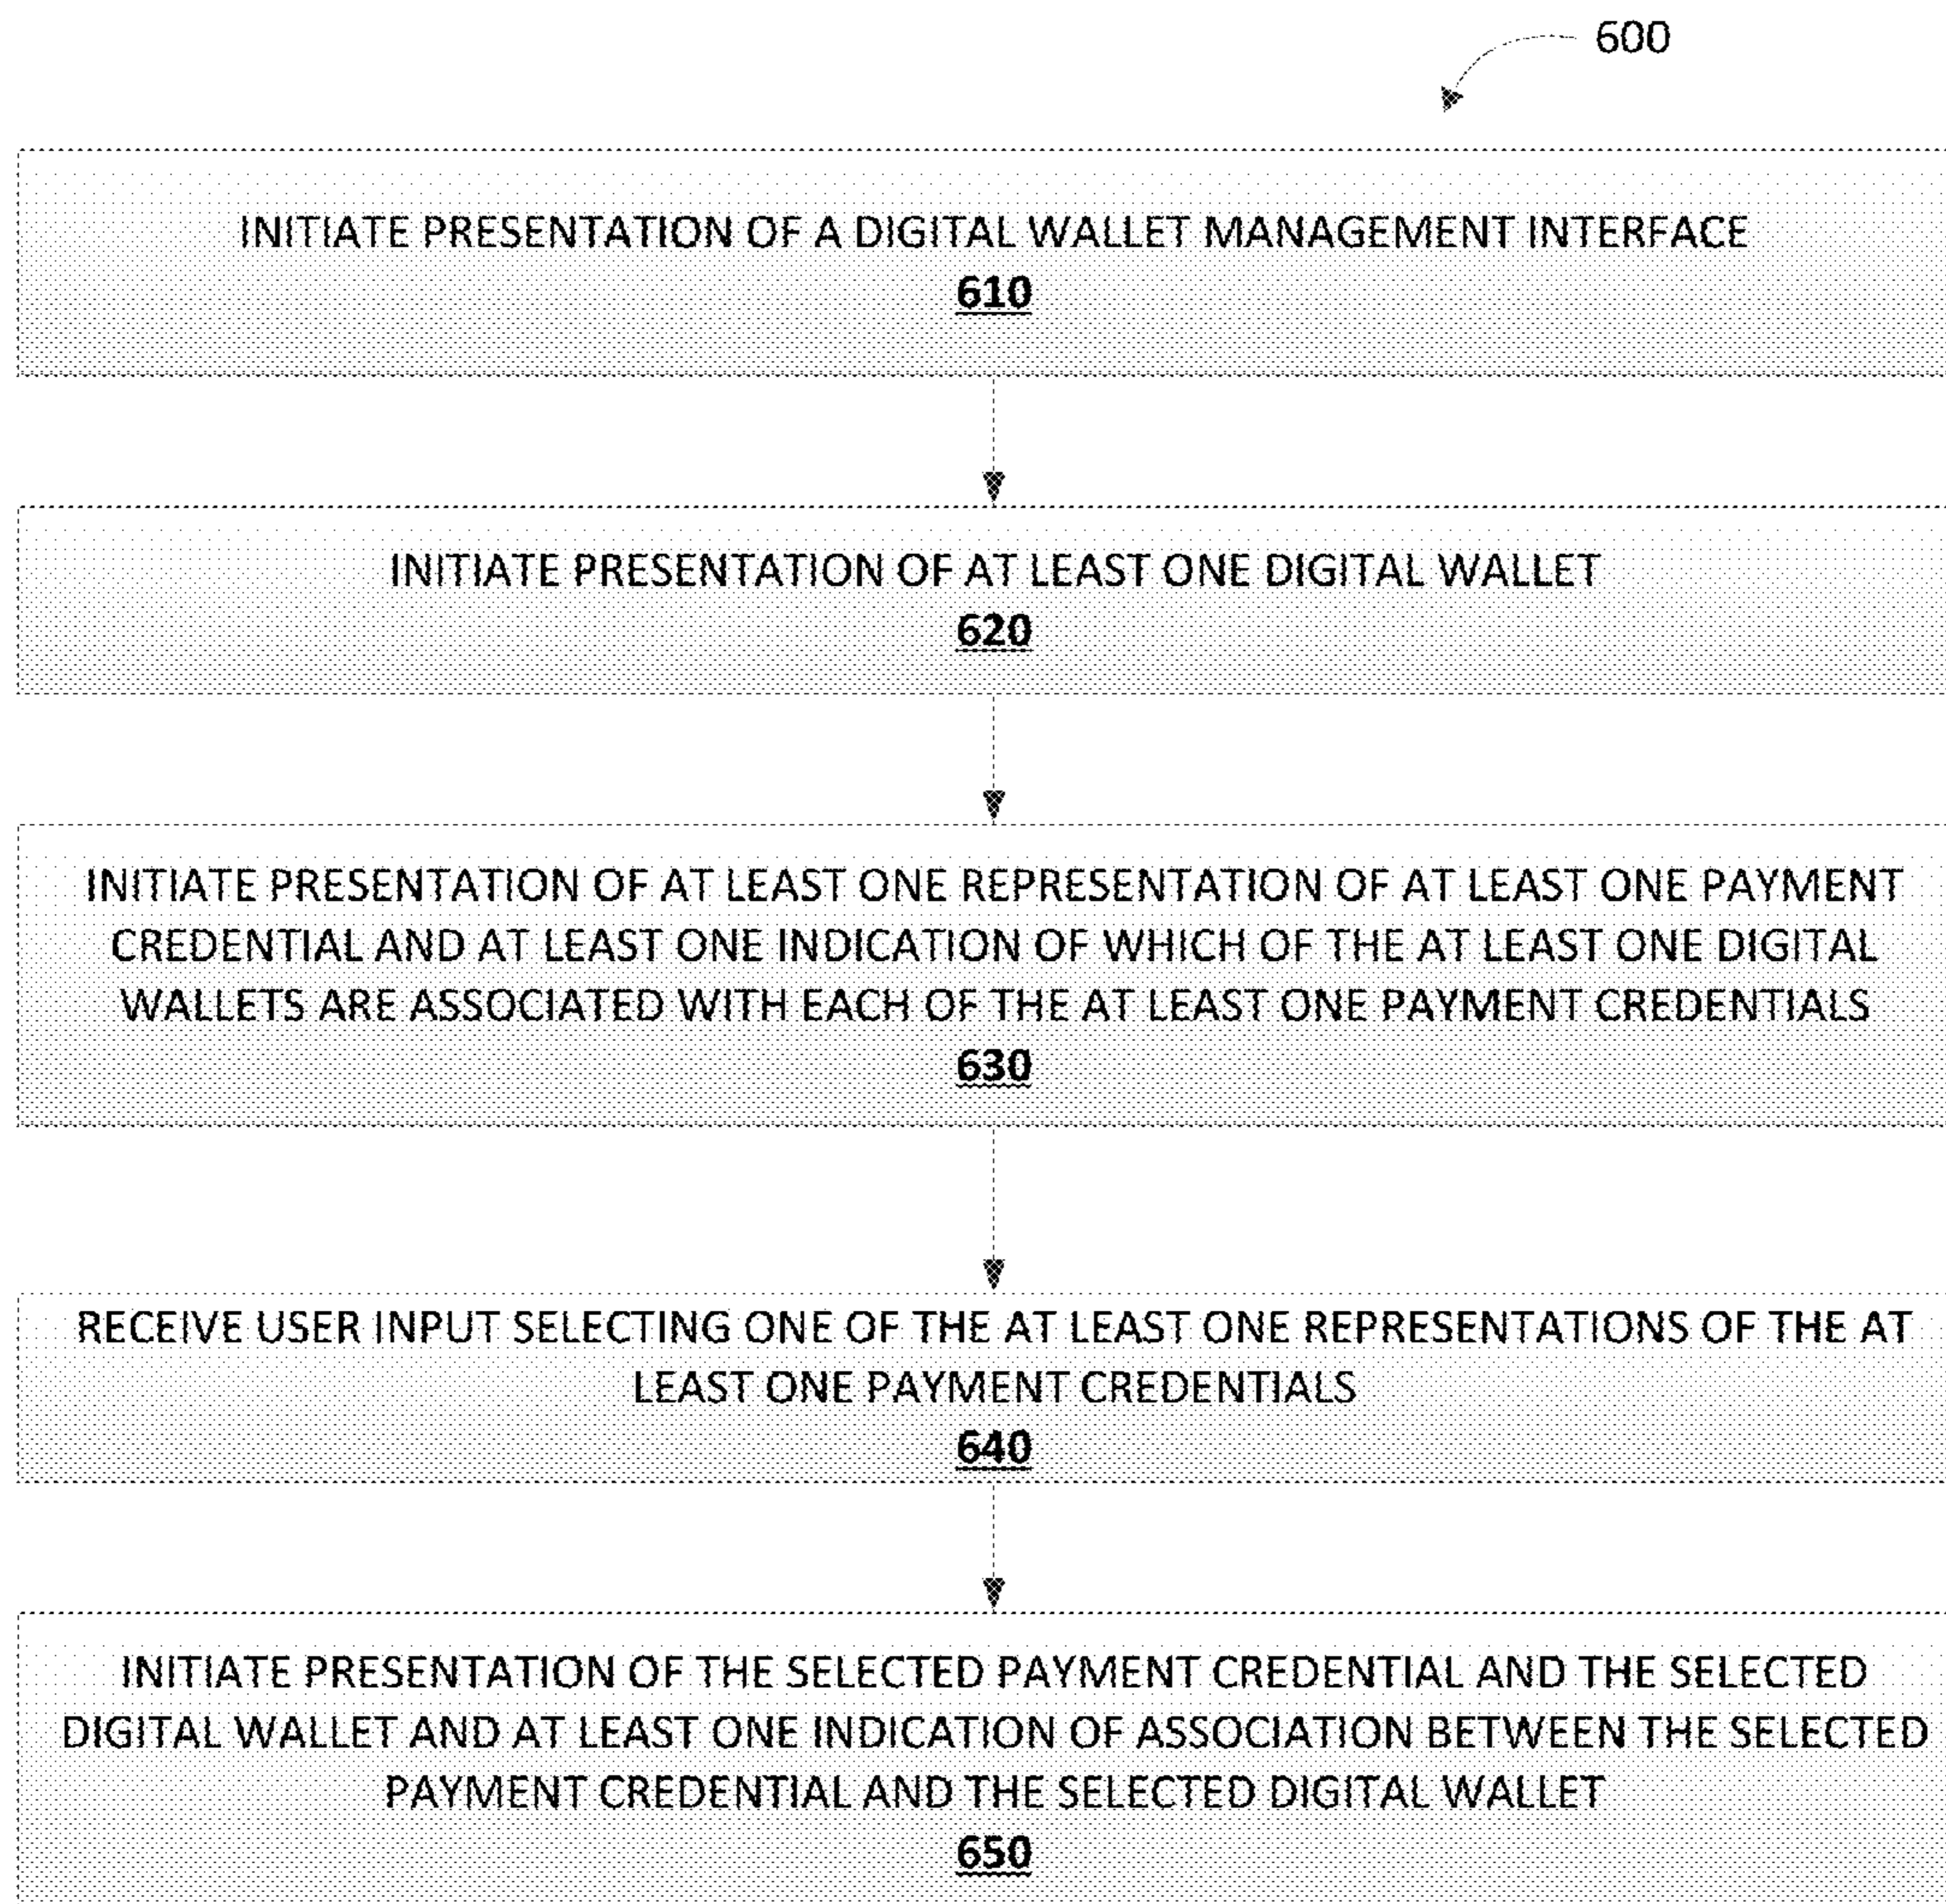 600
INITIATE PRESENTATION OF A DIGITAL WALLET MANAGEMENT INTERFACE
610
INITIATE PRESENTATION OF AT LEAST ONE DIGITAL WALLET
620
INITIATE PRESENTATION OF AT LEAST ONE REPRESENTATION OF AT LEAST ONE PAYMENT
CREDENTIAL AND AT LEAST ONE INDICATION OF WHICH OF THE AT LEAST ONE DIGITAL
WALLETS ARE ASSOCIATED WITH EACH OF THE AT LEAST ONE PAYMENT CREDENTIALS
630
RECEIVE USER INPUT SELECTING ONE OF THE AT LEAST ONE REPRESENTATIONS OF THE AT
LEAST ONE PAYMENT CREDENTIALS
640
INITIATE PRESENTATION OF THE SELECTED PAYMENT CREDENTIAL AND THE SELECTED
DIGITAL WALLET AND AT LEAST ONE INDICATION OF ASSOCIATION BETWEEN THE SELECTED
PAYMENT CREDENTIAL AND THE SELECTED DIGITAL WALLET
650